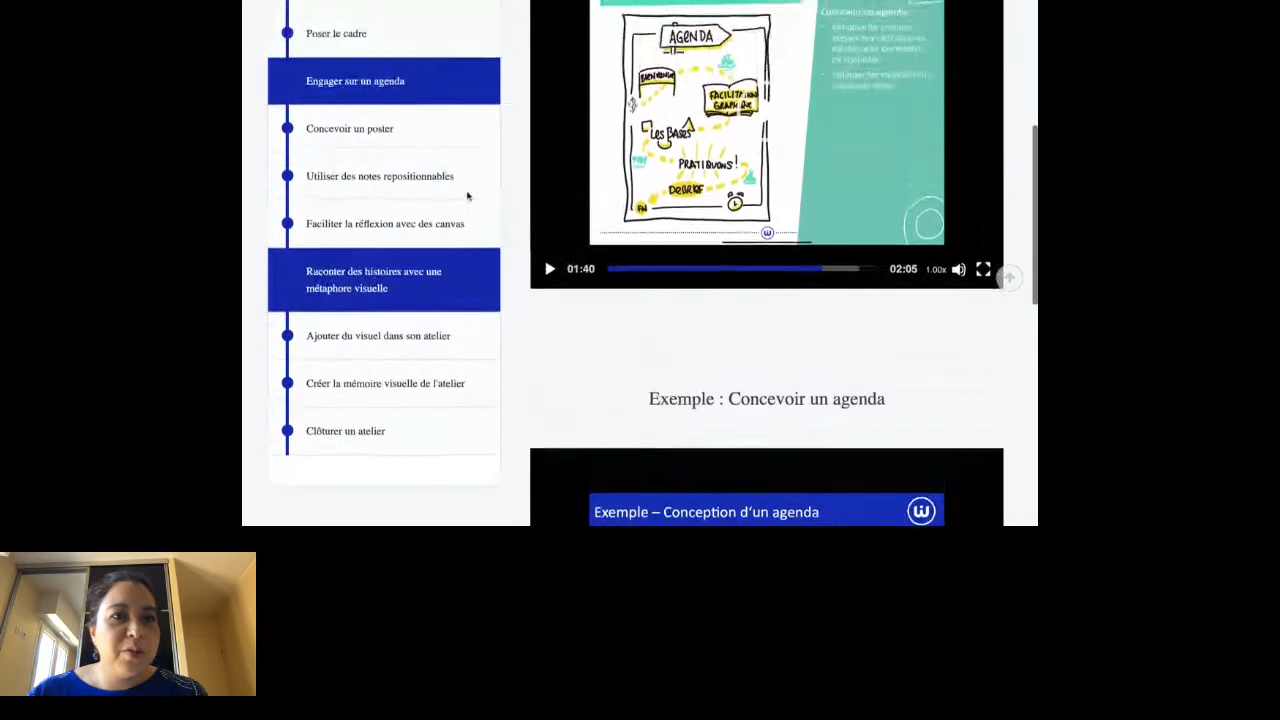 Poser le cadre
Engager sur un agenda
Concevoir un poster
Utiliser des notes repositionnables
Faciliter la réflexion avec des canvas
Raconter des histoires avec une
métaphore visuelle
Ajouter du visuel dans son atelier
Créer la mémoire visuelle de l'atelier
Clôturer un atelier
AGENDA
BIENVENUE
FACILITATION
GRAPHIQUE
LES BASES
PRATIQUONS !
DEBRIEF
FIN
01:40
02:05
1.00x
Exemple : Concevoir un agenda
Exemple – Conception d'un agenda